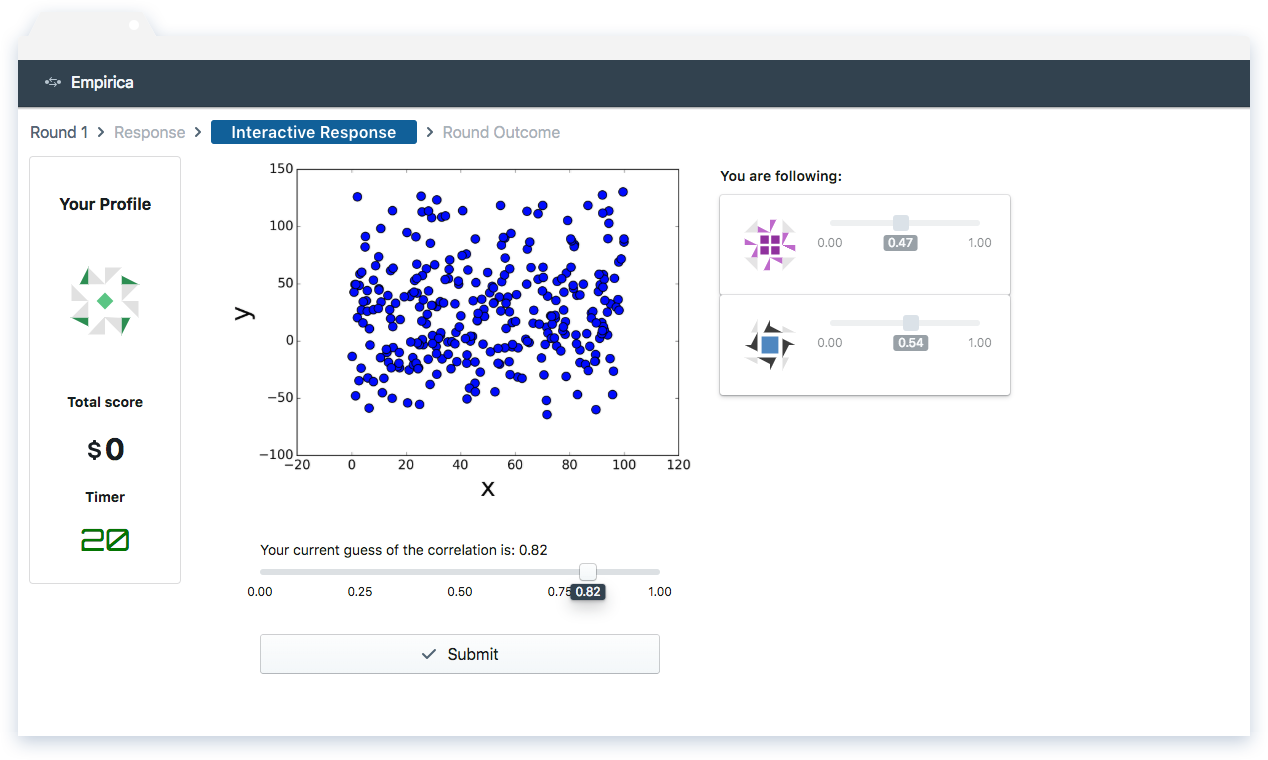 Empirica
Round 1 > Response > Interactive Response > Round Outcome
Your Profile
Total score
$0
Timer
20
150
100
50
0
−50
−100
−20 0 20 40 60 80 100 120
y
x
Your current guess of the correlation is: 0.82
0.00 0.25 0.50 0.75 0.82 1.00
Submit
You are following:
0.00 0.47 1.00
0.00 0.54 1.00